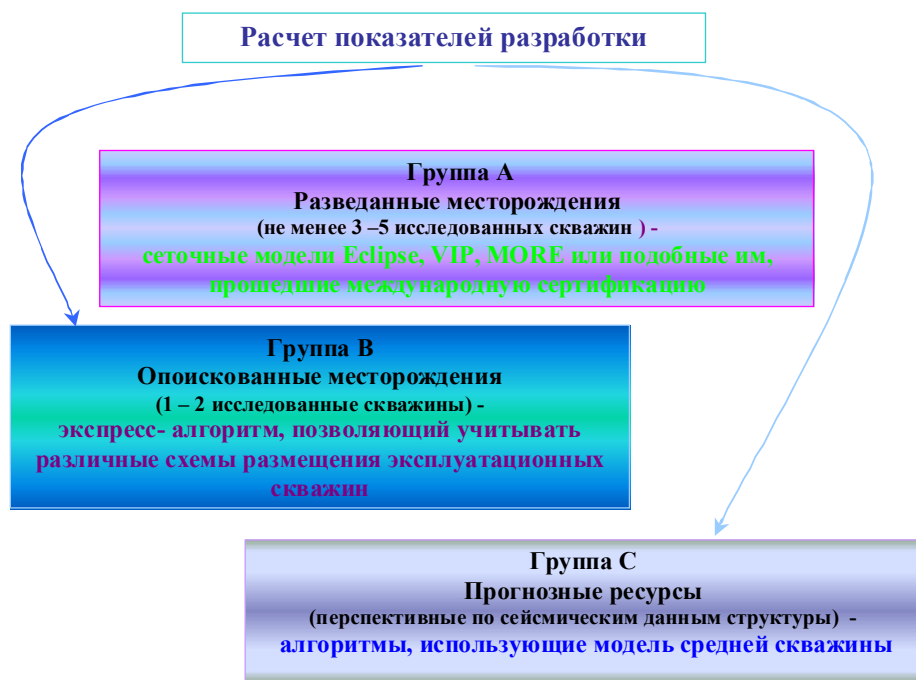 Расчет показателей разработки
Группа А
Разведанные месторождения
(не менее 3 –5 исследованных скважин ) -
сеточные модели Eclipse, VIP, MORE или подобные им,
прошедшие международную сертификацию
Группа В
Опоискованные месторождения
(1 – 2 исследованные скважины) -
экспресс- алгоритм, позволяющий учитывать
различные схемы размещения эксплуатационных
скважин
Группа С
Прогнозные ресурсы
(перспективные по сейсмическим данным структуры) -
алгоритмы, использующие модель средней скважины